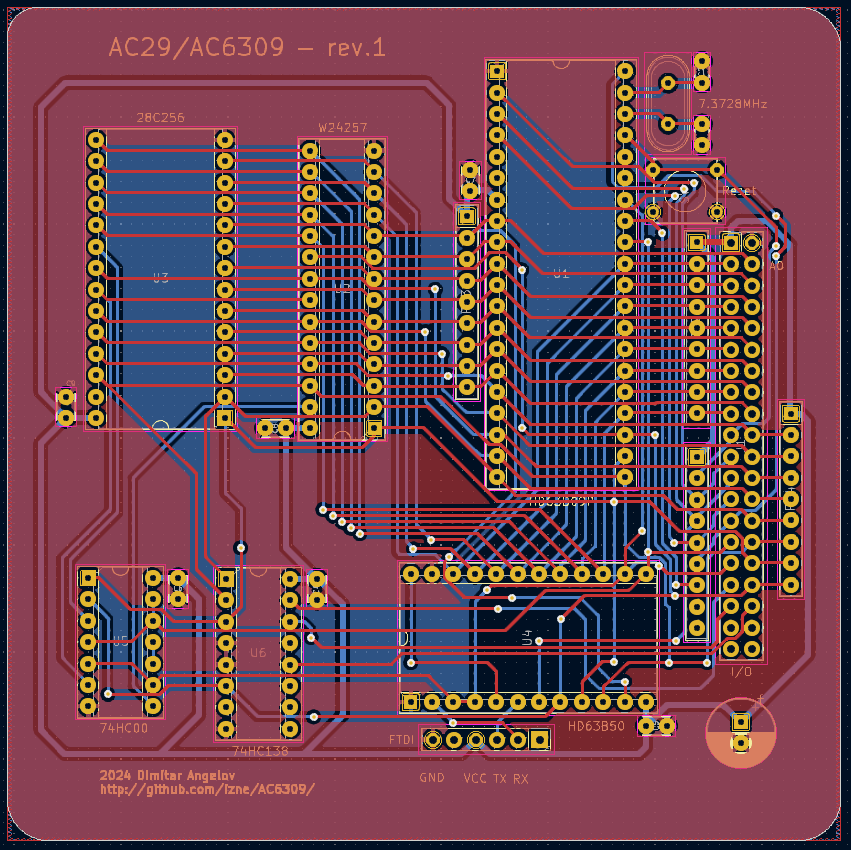 AC29/AC6309 – rev.1
7.3728MHz
28C256
W24257
Reset
A0
U3
U2
U1
HD63B09P
U4
U5
U6
I/O
74HC00
HD63B50
FTDI
74HC138
GND VCC TX RX
2024 Dimitar Angelov
http://github.com/izne/AC6309/